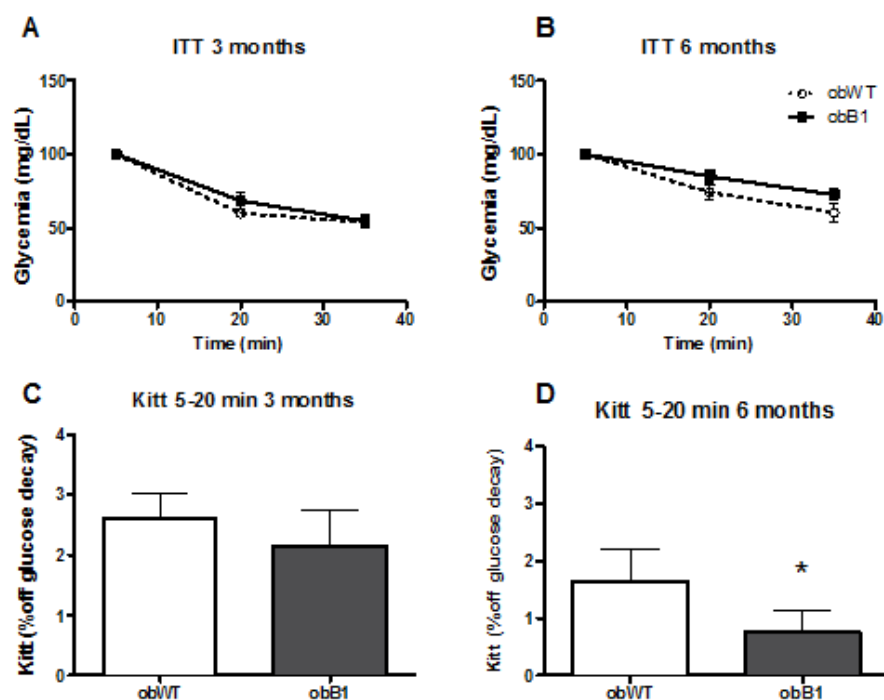 A
ITT 3 months
Glycemia (mg/dL)
150
100
50
0
0 10 20 30 40
Time (min)
B
ITT 6 months
obWT
obB1
Glycemia (mg/dL)
150
100
50
0
0 10 20 30 40
Time (min)
C
Kitt 5-20 min 3 months
Kitt (%off glucose decay)
4
3
2
1
0
obWT obB1
D
Kitt 5-20 min 6 months
Kitt (%off glucose decay)
4
3
2
1
0
*
obWT obB1